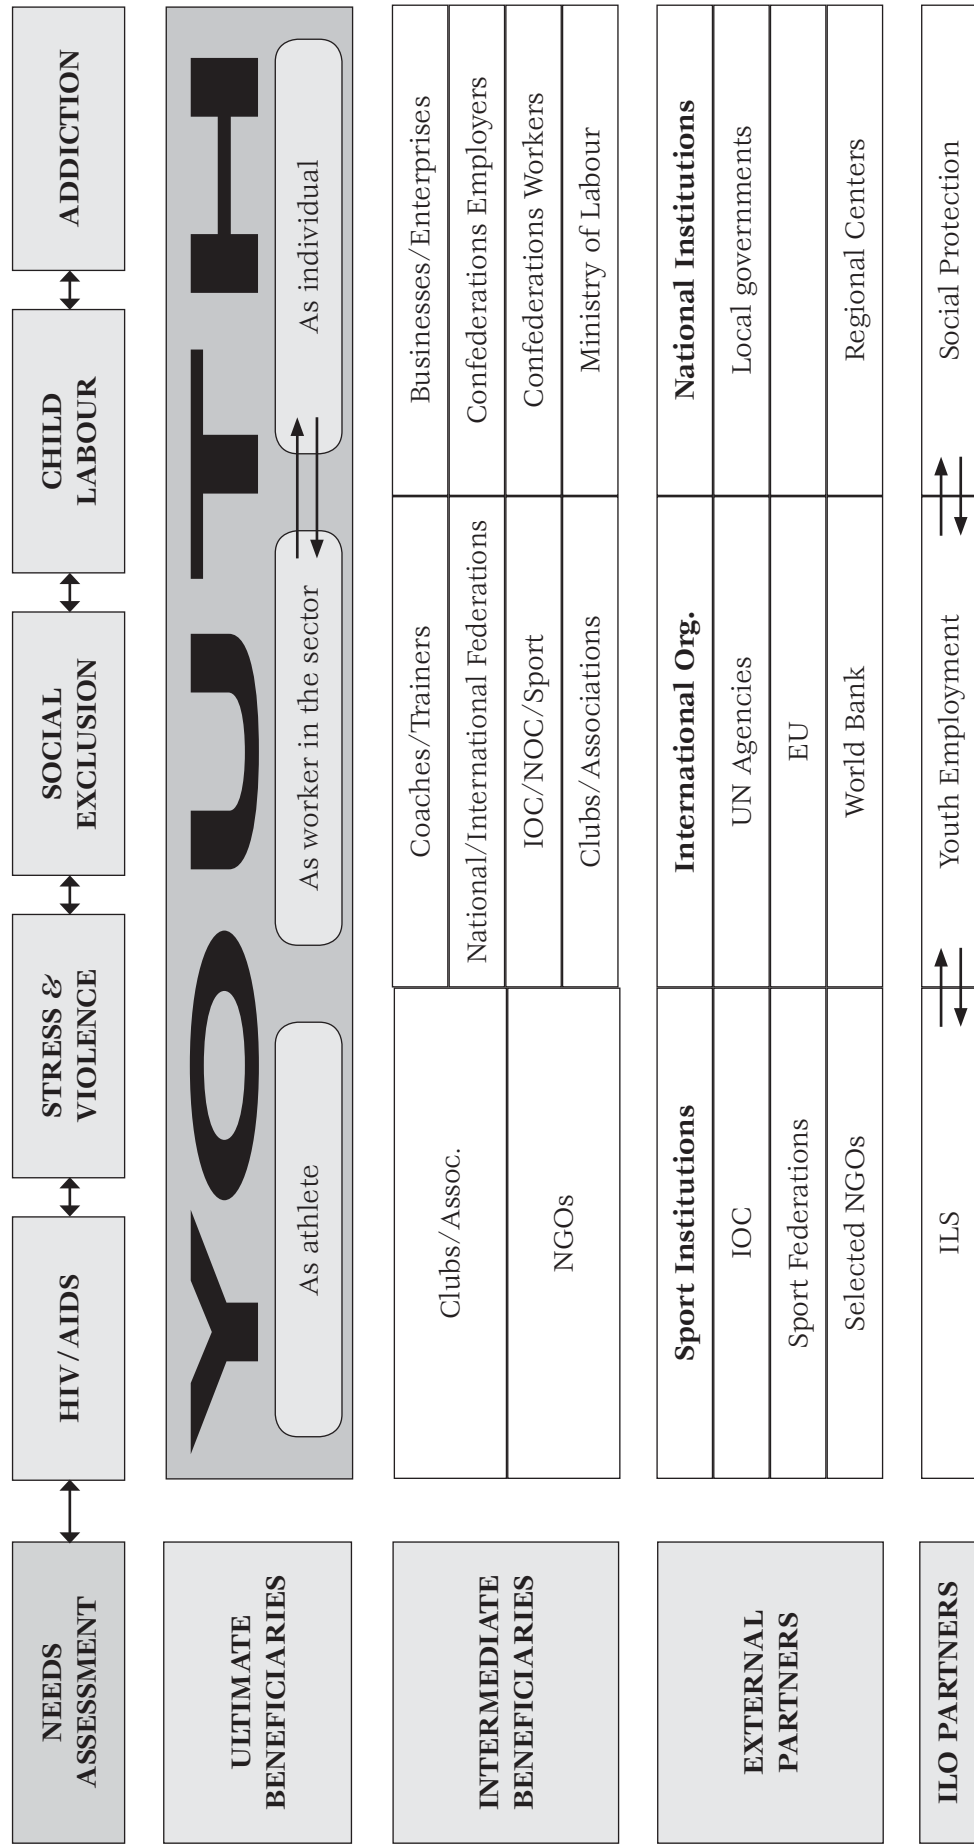 NEEDS
ASSESSMENT
HIV/AIDS
STRESS &
VIOLENCE
SOCIAL
EXCLUSION
CHILD
LABOUR
ADDICTION
ULTIMATE
BENEFICIARIES
YOUTH
As athlete
As worker in the sector
As individual
INTERMEDIATE
BENEFICIARIES
Clubs/Assoc.
NGOs
Coaches/Trainers
National/International Federations
IOC/NOC/Sport
Clubs/Associations
Businesses/Enterprises
Confederations Employers
Confederations Workers
Ministry of Labour
EXTERNAL
PARTNERS
Sport Institutions
IOC
Sport Federations
Selected NGOs
International Org.
UN Agencies
EU
World Bank
National Institutions
Local governments
Regional Centers
ILO PARTNERS
ILS
Youth Employment
Social Protection